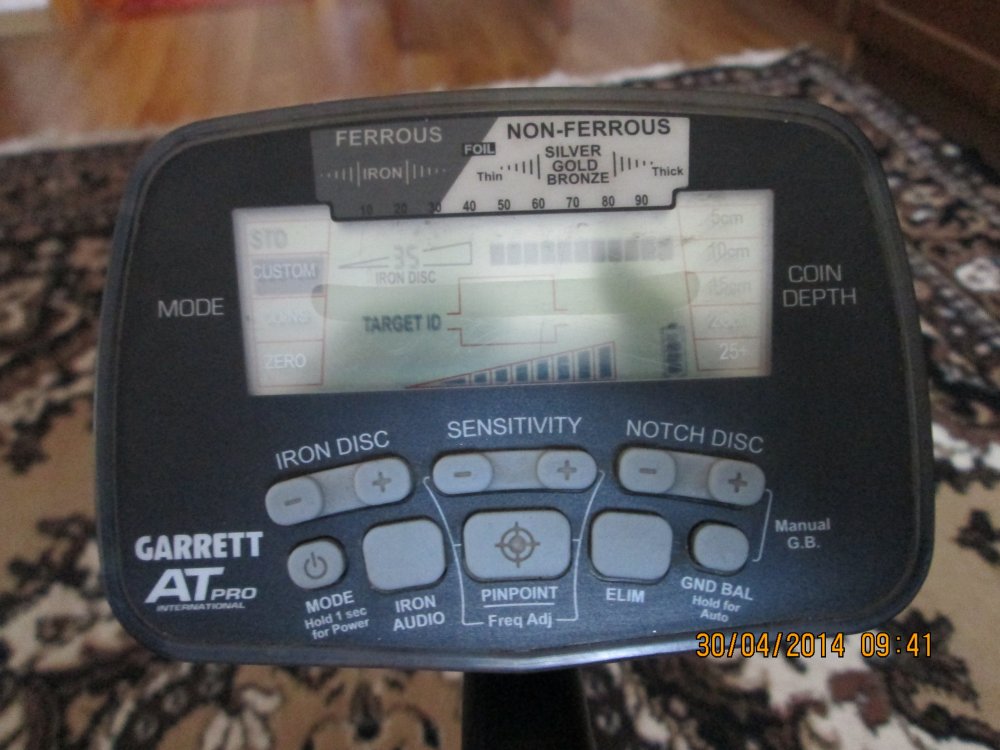 FERROUS NON-FERROUS
FOIL
IRON
Thin SILVER GOLD BRONZE Thick
10 20 30 40 50 60 70 80 90
MODE
STD
CUSTOM
COINS
ZERO
35
IRON DISC
TARGET ID
5cm
10cm
25+
COIN
DEPTH
IRON DISC
SENSITIVITY
NOTCH DISC
- +
- +
- +
GARRETT
AT PRO
INTERNATIONAL
MODE
Hold 1 sec
for Power
IRON
AUDIO
PINPOINT
Freq Adj
ELIM
GND BAL
Hold for
Auto
Manual
G.B.
30/04/2014 09:41